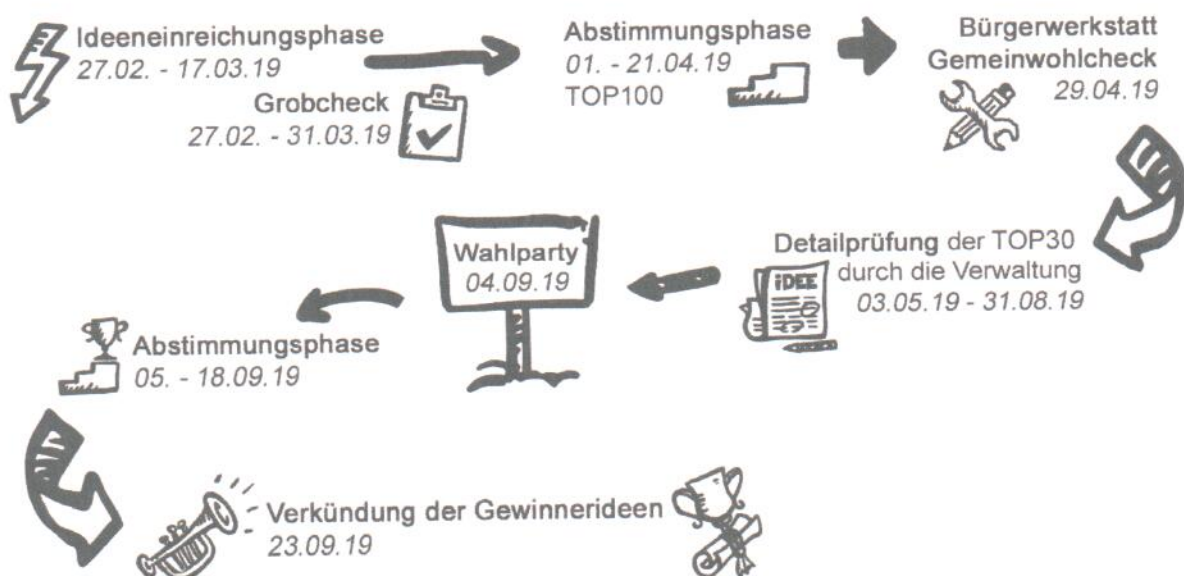 Ideeneinreichungsphase
27.02. - 17.03.19
Grobcheck
27.02. - 31.03.19
Abstimmungsphase
01. - 21.04.19
TOP100
Bürgerwerkstatt
Gemeinwohlcheck
29.04.19
Detailprüfung der TOP30
durch die Verwaltung
03.05.19 - 31.08.19
iDEE
Wahlparty
04.09.19
Abstimmungsphase
05. - 18.09.19
Verkündung der Gewinnerideen
23.09.19